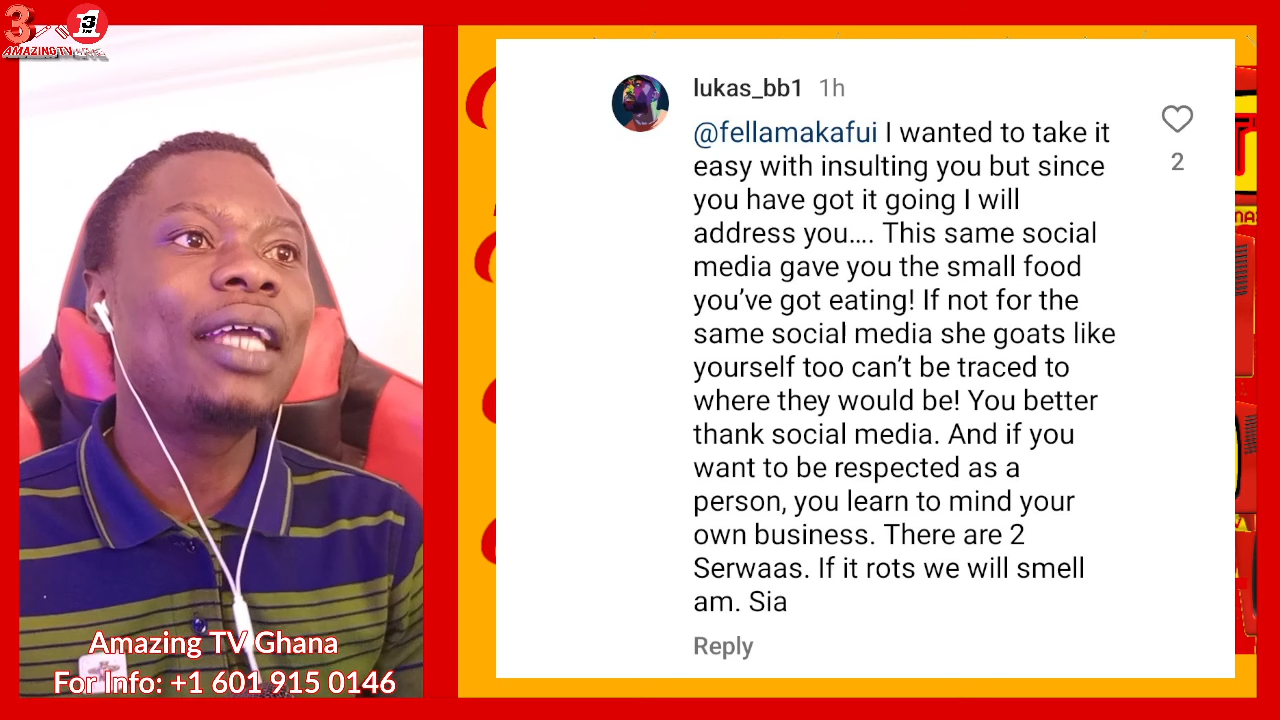 3
13
AMAZING TV
LIVE
lukas_bb1 1h
@fellamakafui I wanted to take it
easy with insulting you but since
you have got it going I will
address you.... This same social
media gave you the small food
you've got eating! If not for the
same social media she goats like
yourself too can't be traced to
where they would be! You better
thank social media. And if you
want to be respected as a
person, you learn to mind your
own business. There are 2
Serwaas. If it rots we will smell
am. Sia
2
Reply
Amazing TV Ghana
For Info: +1 601 915 0146